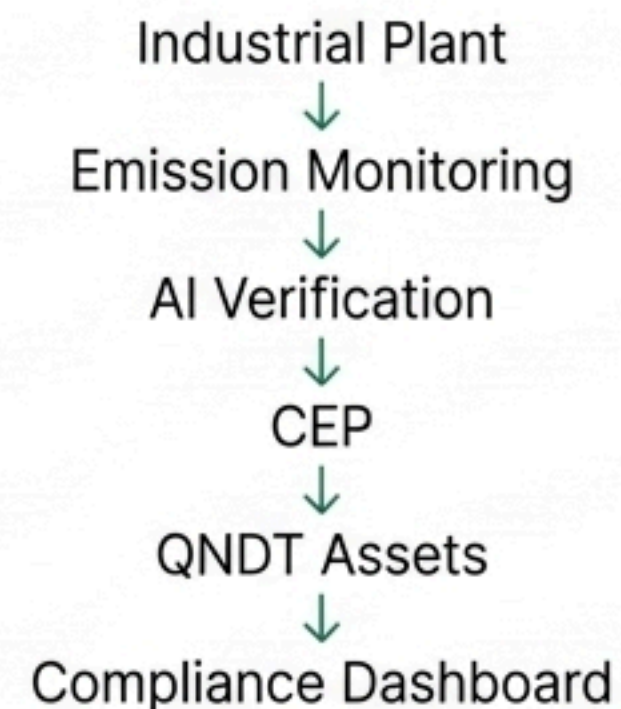 Industrial Plant
↓
Emission Monitoring
↓
AI Verification
↓
CEP
↓
QNDT Assets
↓
Compliance Dashboard